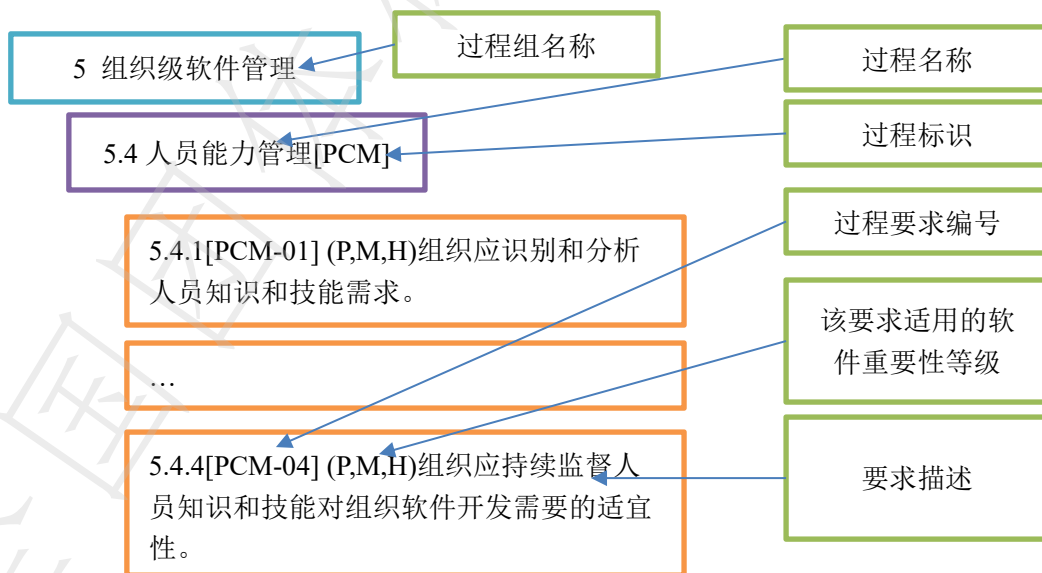 过程组名称
5 组织级软件管理
过程名称
过程标识
5.4 人员能力管理[PCM]
过程要求编号
5.4.1[PCM-01] (P,M,H)组织应识别和分析
人员知识和技能需求。
该要求适用的软
件重要性等级
…
5.4.4[PCM-04] (P,M,H)组织应持续监督人
员知识和技能对组织软件开发需要的适宜
性。
要求描述